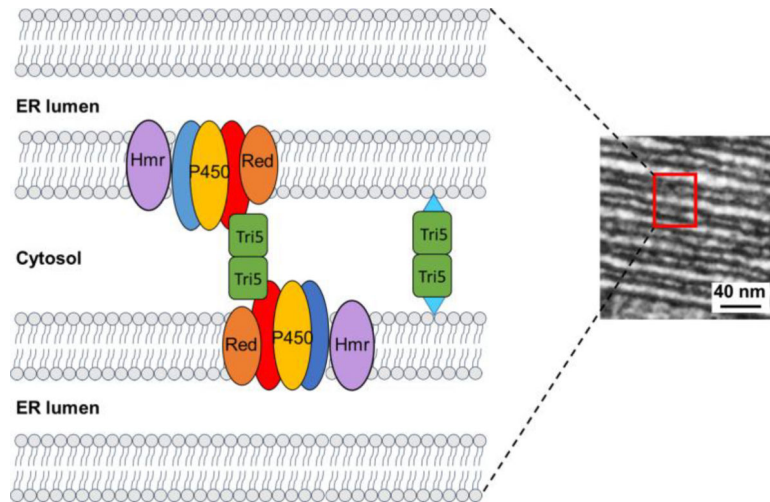 ER lumen
Hmr
P450
Red
Tri5
Tri5
Tri5
Tri5
Cytosol
Red
P450
Hmr
ER lumen
40 nm